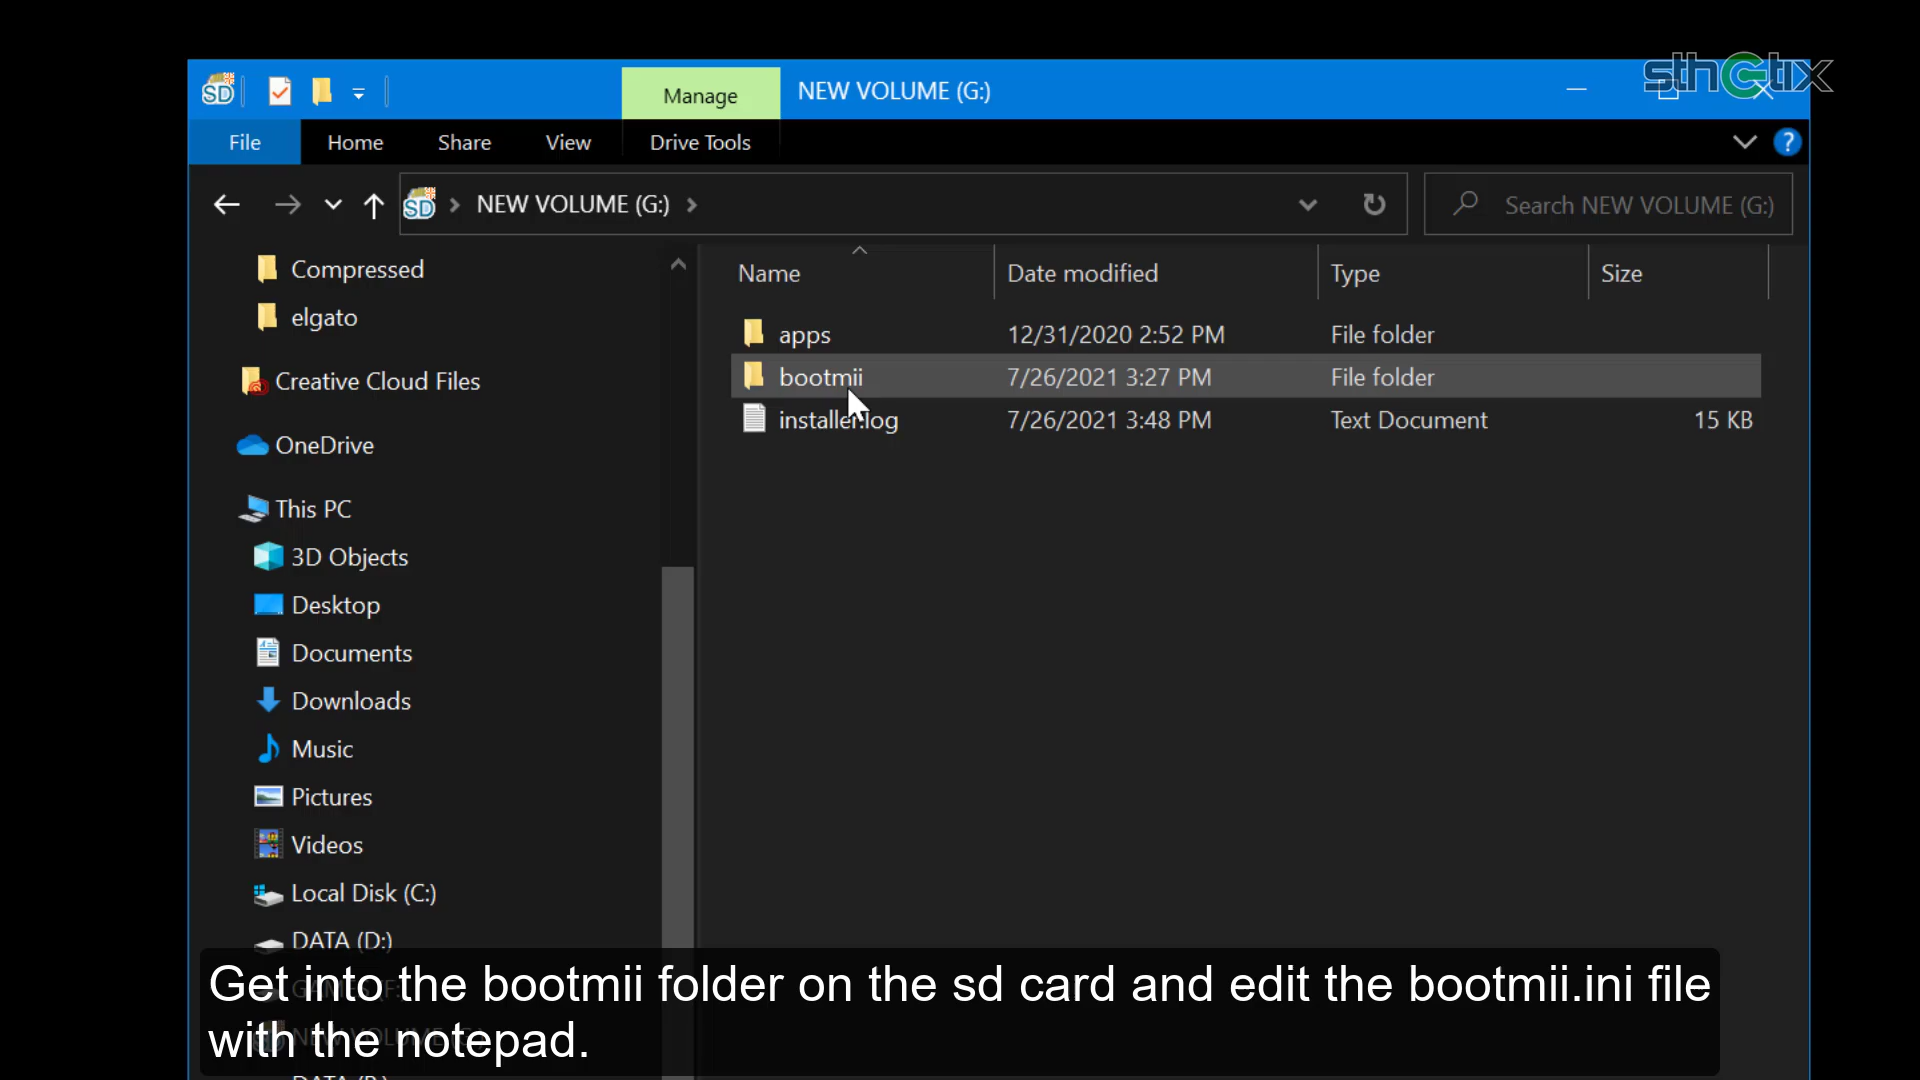 SD
Manage
NEW VOLUME (G:)
sthetix
File
Home
Share
View
Drive Tools
?
SD
NEW VOLUME (G:)
Search NEW VOLUME (G:)
Compressed
elgato
Creative Cloud Files
OneDrive
This PC
3D Objects
Desktop
Documents
Downloads
Music
Pictures
Videos
Local Disk (C:)
DATA (D:)
Name
Date modified
Type
Size
apps
12/31/2020 2:52 PM
File folder
bootmii
7/26/2021 3:27 PM
File folder
installer.log
7/26/2021 3:48 PM
Text Document
15 KB
Get into the bootmii folder on the sd card and edit the bootmii.ini file
with the notepad.